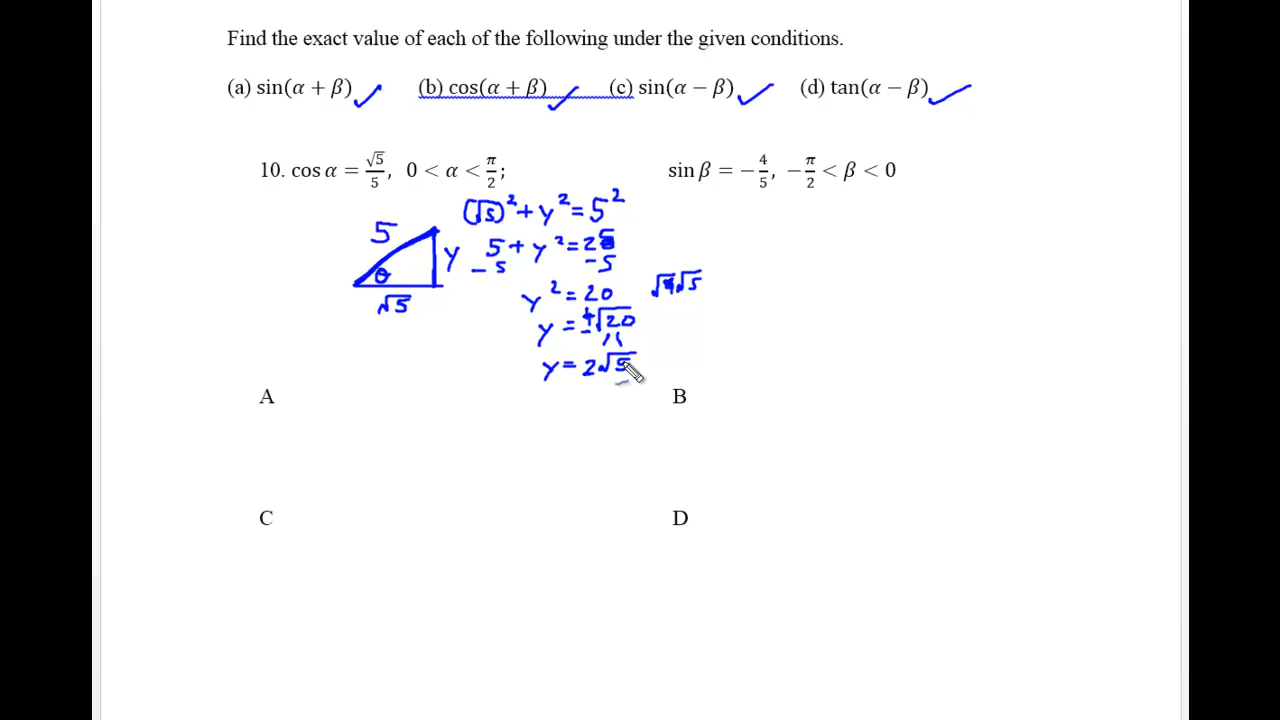 Find the exact value of each of the following under the given conditions.
(a) sin(α + β) (b) cos(α + β) (c) sin(α − β) (d) tan(α − β)
10. cos α = √5/5, 0 < α < π/2; sin β = −4/5, −π/2 < β < 0
(√5)² + y² = 5²
5 y 5 + y² = 25
θ −5 −5
√5 y² = 20 √4√5
y = ±√20
y = 2√5
A B
C D